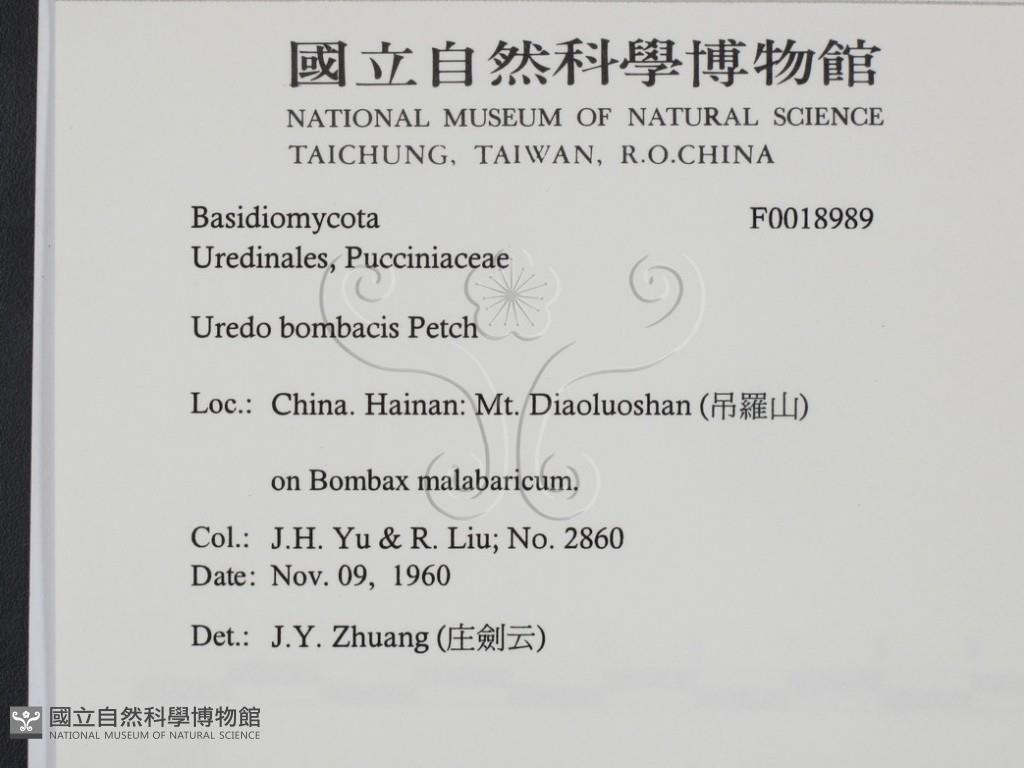 國立自然科學博物館
NATIONAL MUSEUM OF NATURAL SCIENCE
TAICHUNG, TAIWAN, R.O.CHINA
Basidiomycota F0018989
Uredinales, Pucciniaceae
Uredo bombacis Petch
Loc.: China. Hainan: Mt. Diaoluoshan (吊羅山)
on Bombax malabaricum.
Col.: J.H. Yu & R. Liu; No. 2860
Date: Nov. 09, 1960
Det.: J.Y. Zhuang (庄劍云)
國立自然科學博物館
NATIONAL MUSEUM OF NATURAL SCIENCE